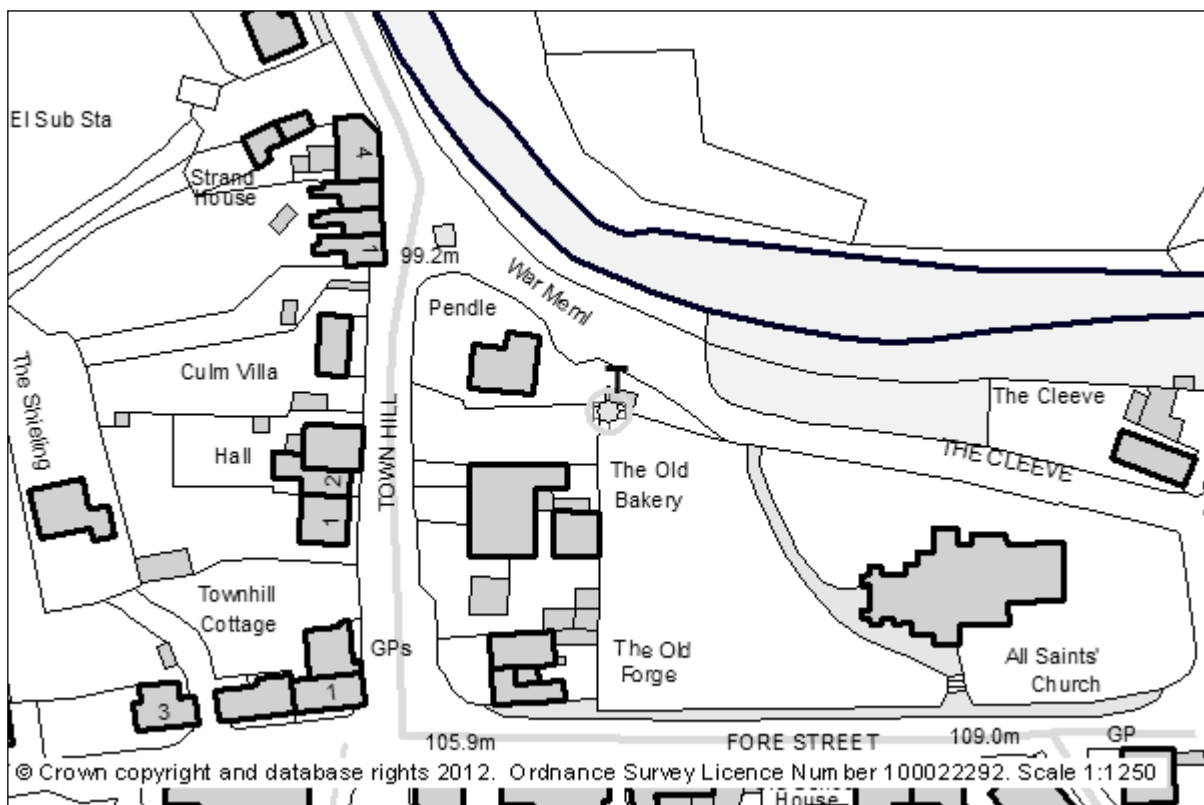 El Sub Sta
4
Strand
House
1
99.2m
War Meml
Pendle
The Shieling
Culm Villa
TOWN HILL
The Cleeve
THE CLEEVE
Hall
2
1
The Old
Bakery
Townhill
Cottage
GPs
The Old
Forge
All Saints'
Church
1
3
105.9m
FORE STREET
109.0m
GP
© Crown copyright and database rights 2012. Ordnance Survey Licence Number 100022292. Scale 1:1250
House